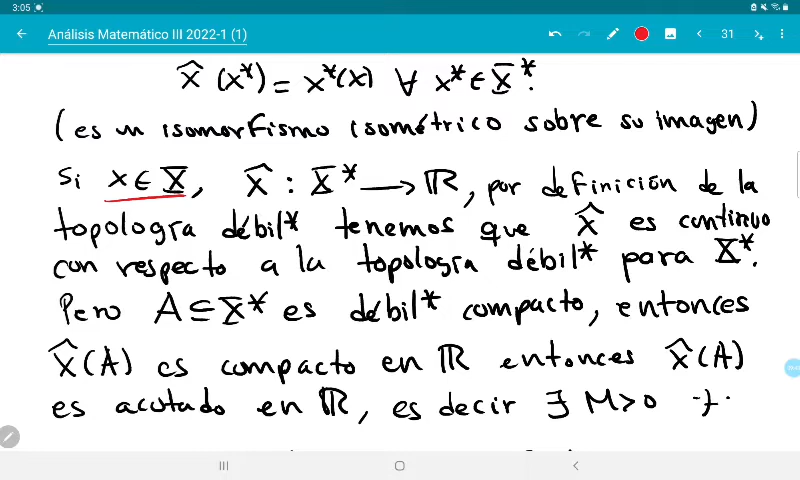 3:05
Análisis Matemático III 2022-1 (1)
31
x̂ (x*) = x*(x) ∀ x* ∈ X*.
(es un isomorfismo isométrico sobre su imagen)
Si x ∈ X, x̂ : X* → ℝ, por definición de la
topología débil* tenemos que x̂ es continuo
con respecto a la topología débil* para X*.
Pero A ⊆ X* es débil* compacto, entonces
x̂(A) es compacto en ℝ entonces x̂(A)
es acotado en ℝ, es decir ∃ M>0 +.